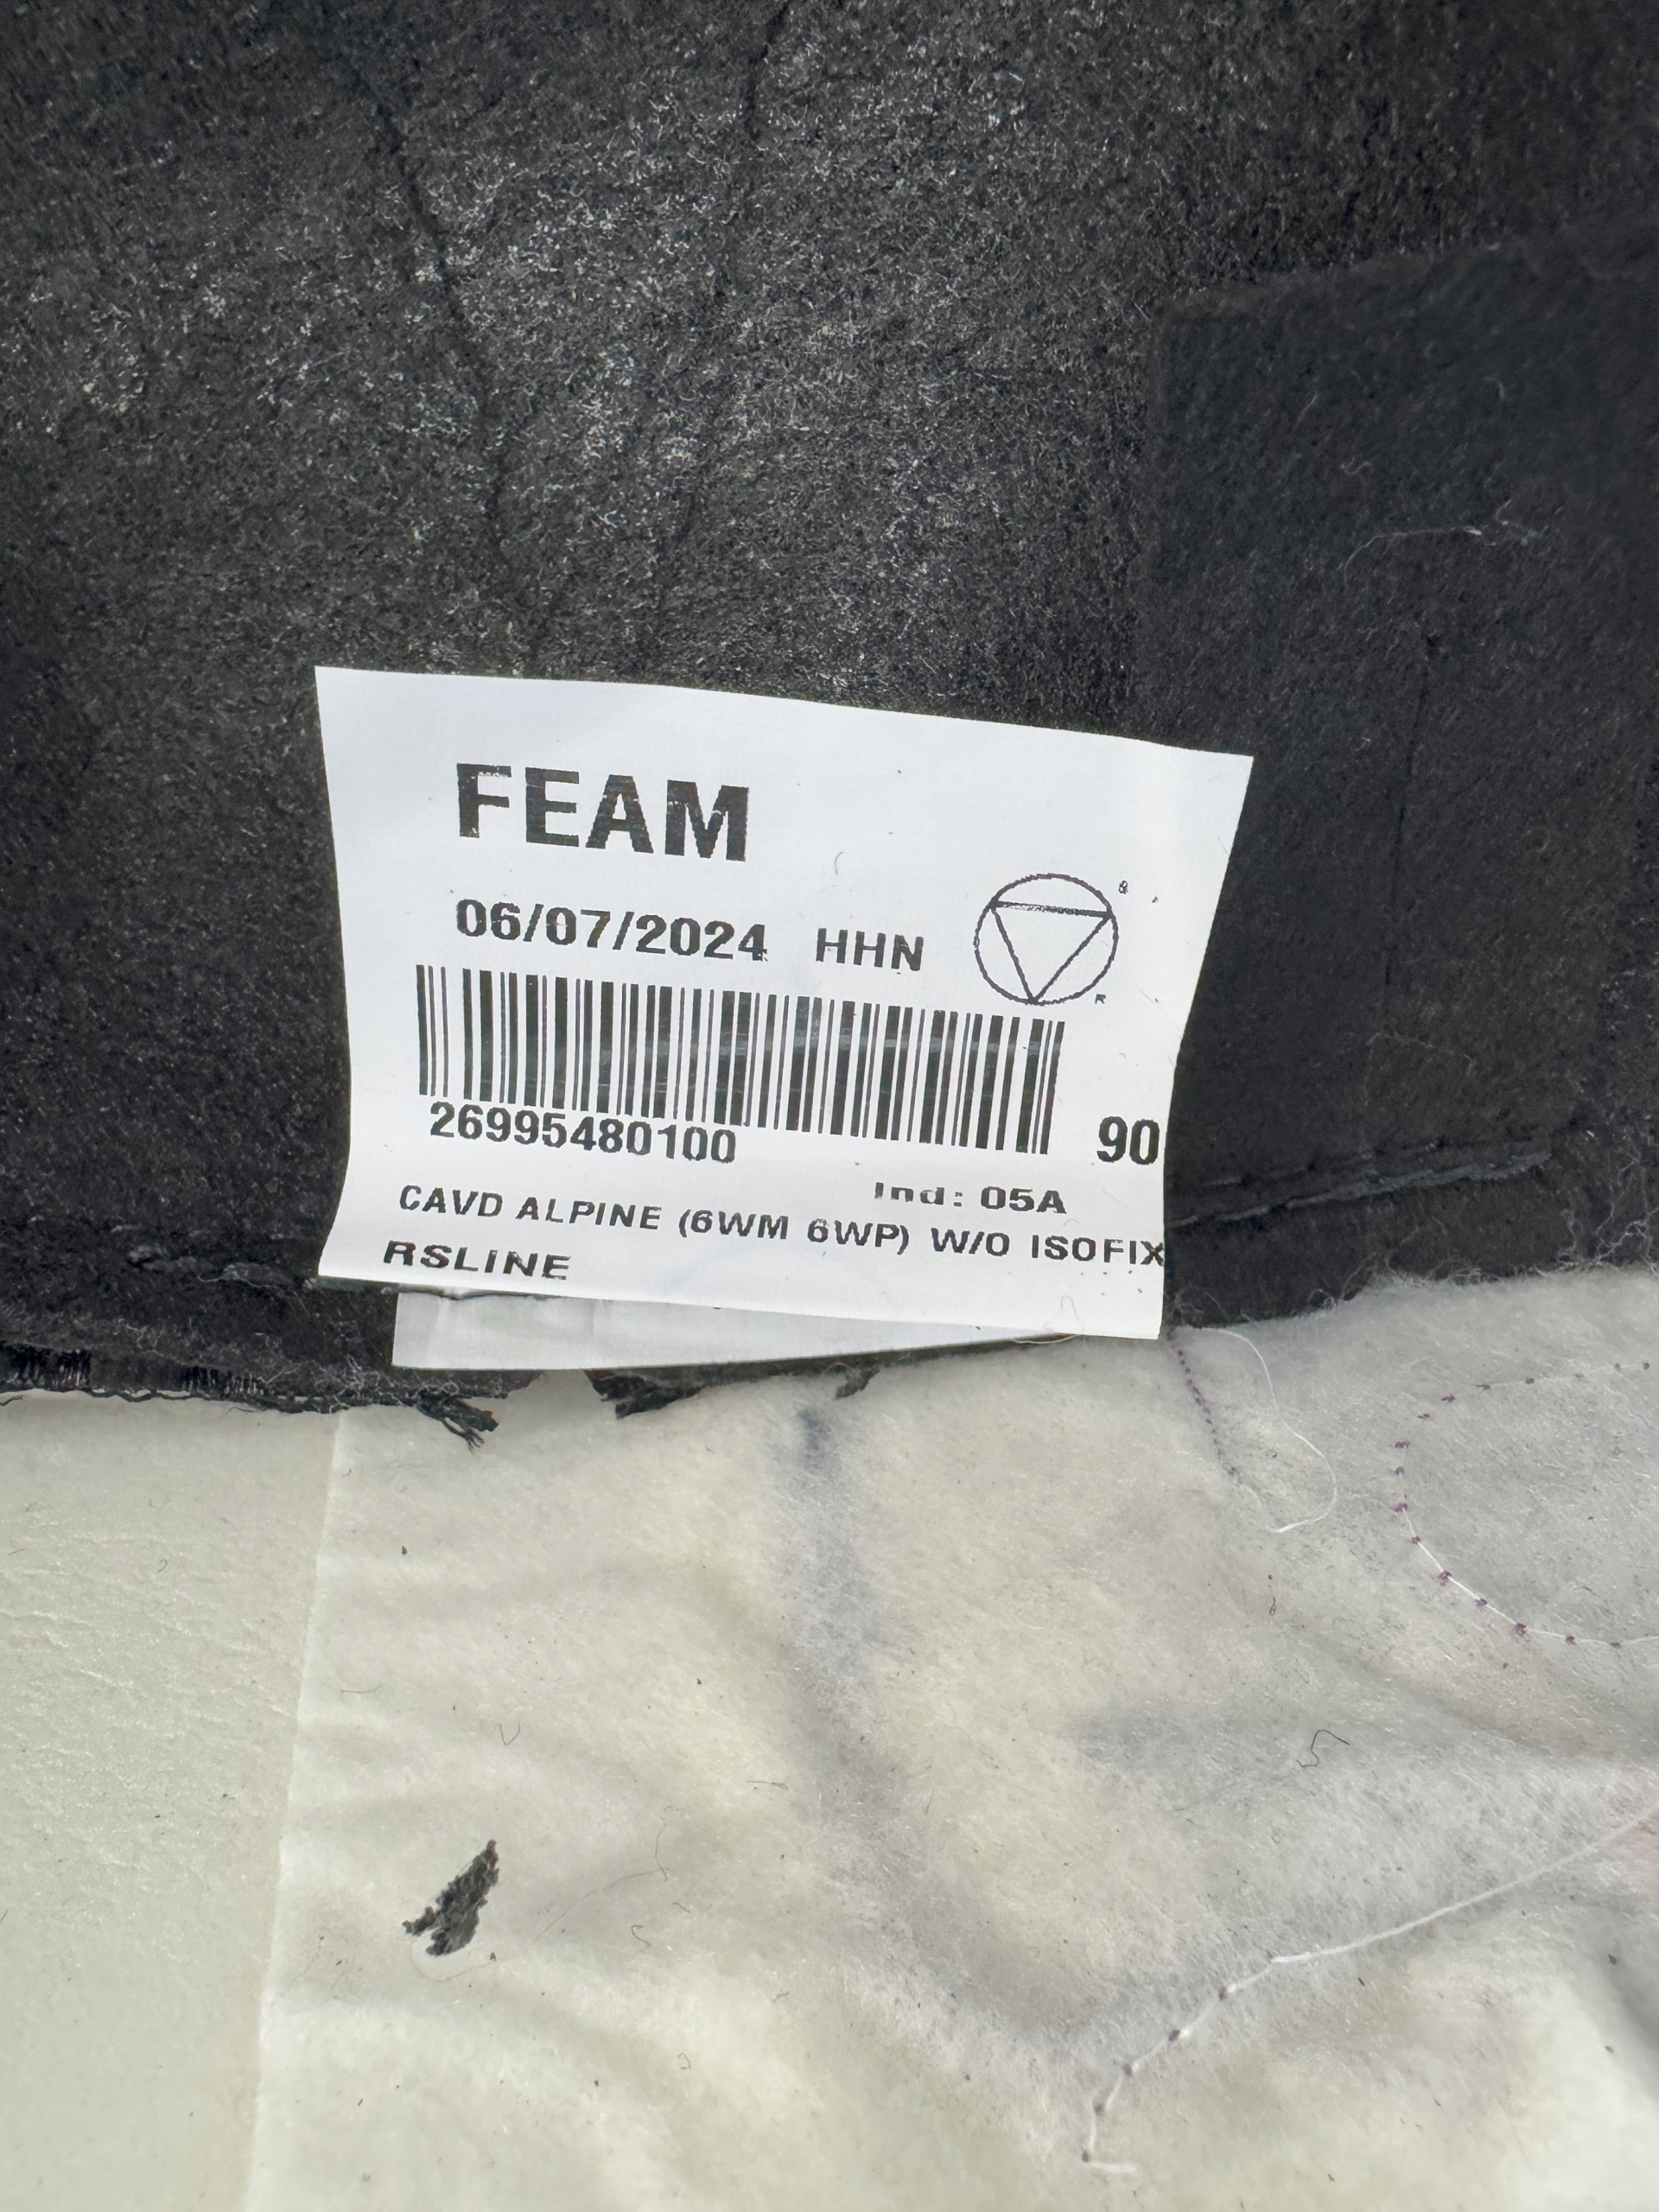 FEAM
06/07/2024 HHN
R
26995480100
90
Ind: 05A
CAVD ALPINE (6WM 6WP) W/O ISOFIX
RSLINE